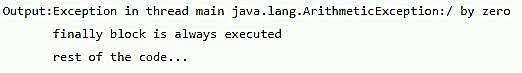 Output:Exception in thread main java.lang.ArithmeticException:/ by zero
finally block is always executed
rest of the code...